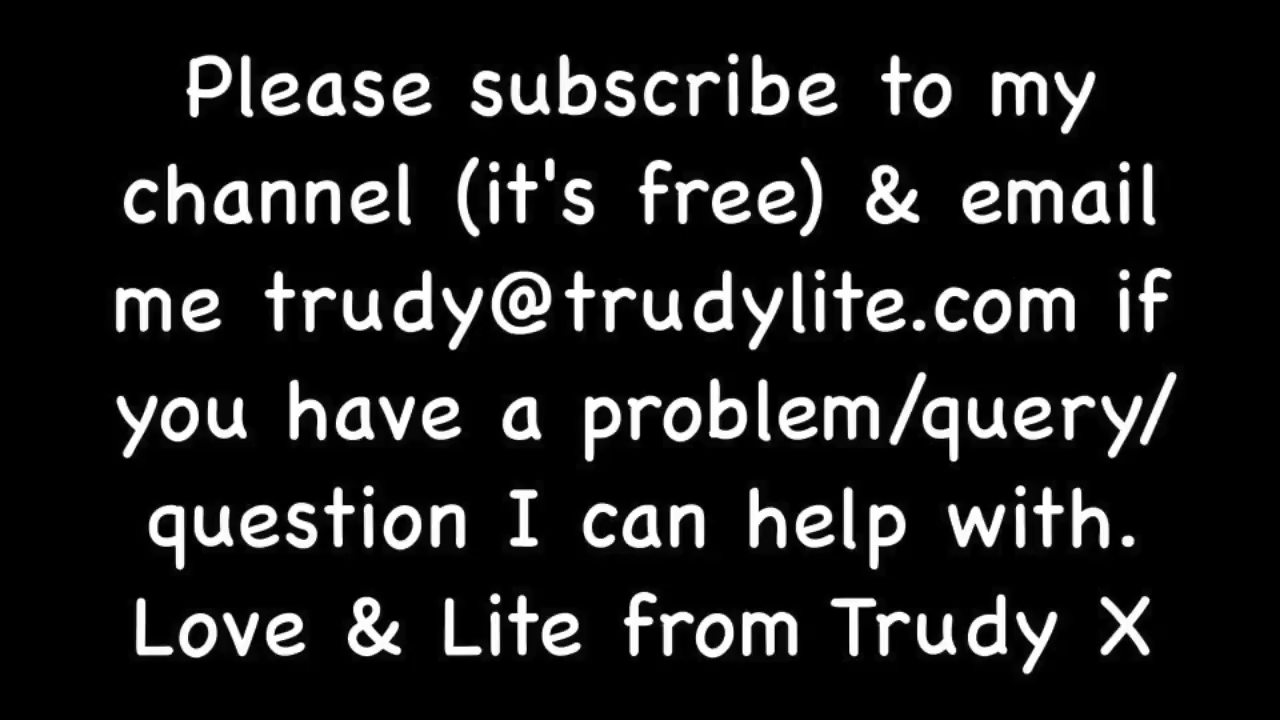 Please subscribe to my
channel (it's free) & email
me trudy@trudylite.com if
you have a problem/query/
question I can help with.
Love & Lite from Trudy X